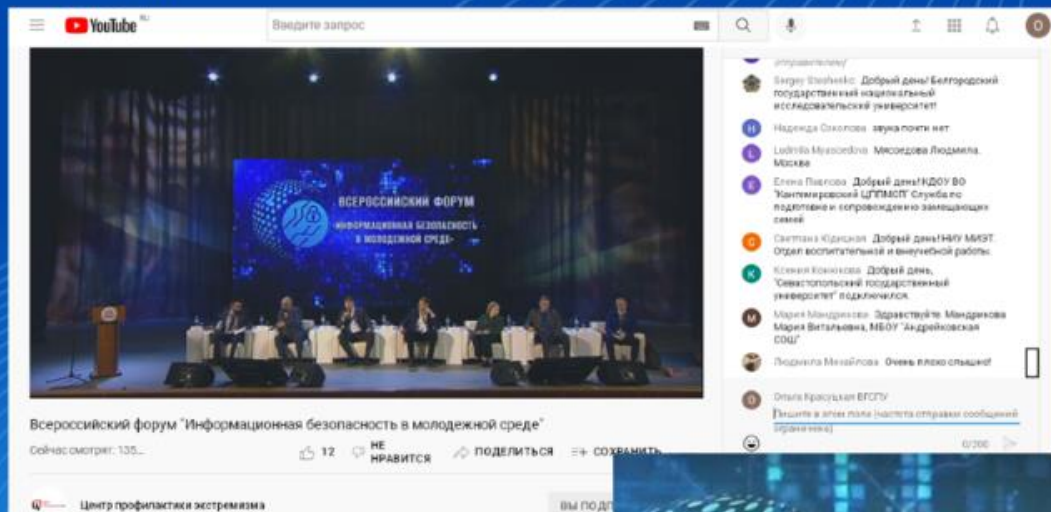 YouTube RU
Введите запрос
О
ВСЕРОССИЙСКИЙ ФОРУМ
«ИНФОРМАЦИОННАЯ БЕЗОПАСНОСТЬ
В МОЛОДЕЖНОЙ СРЕДЕ»
Всероссийский форум "Информационная безопасность в молодежной среде"
Сейчас смотрят: 135...
12
НЕ
НРАВИТСЯ
ПОДЕЛИТЬСЯ
СОХРАНИТЬ
Центр профилактики экстремизма
ВЫ ПОДП
отправителему
Добрый день! Белгородский
государственный национальный
исследовательский университет!
Н
Надежда Соколова звука почти нет
L
Ludmila Myasoedova Мясоедова Людмила.
Москва
Е
Елена Павлова Добрый день! КДОУ ВО
"Кантемировский ЦППМСП" Служба по
подготовке и сопровождению замещающих
семей
С
Светлана Юдицкая Добрый день! НИУ МИЭТ.
Отдел воспитательной и внеучебной работы.
К
Ксения Конюкова Добрый день,
"Севастопольский государственный
университет" подключился.
М
Мария Мандрикова Здравствуйте. Мандрикова
Мария Витальевна, МБОУ "Андрейковская
СОШ"
Людмила Михайлова Очень плохо слышно!
О
Ольга Красуцкая ВГСПУ
Пишите в этом поле (частота отправки сообщений
ограничена)
0/200